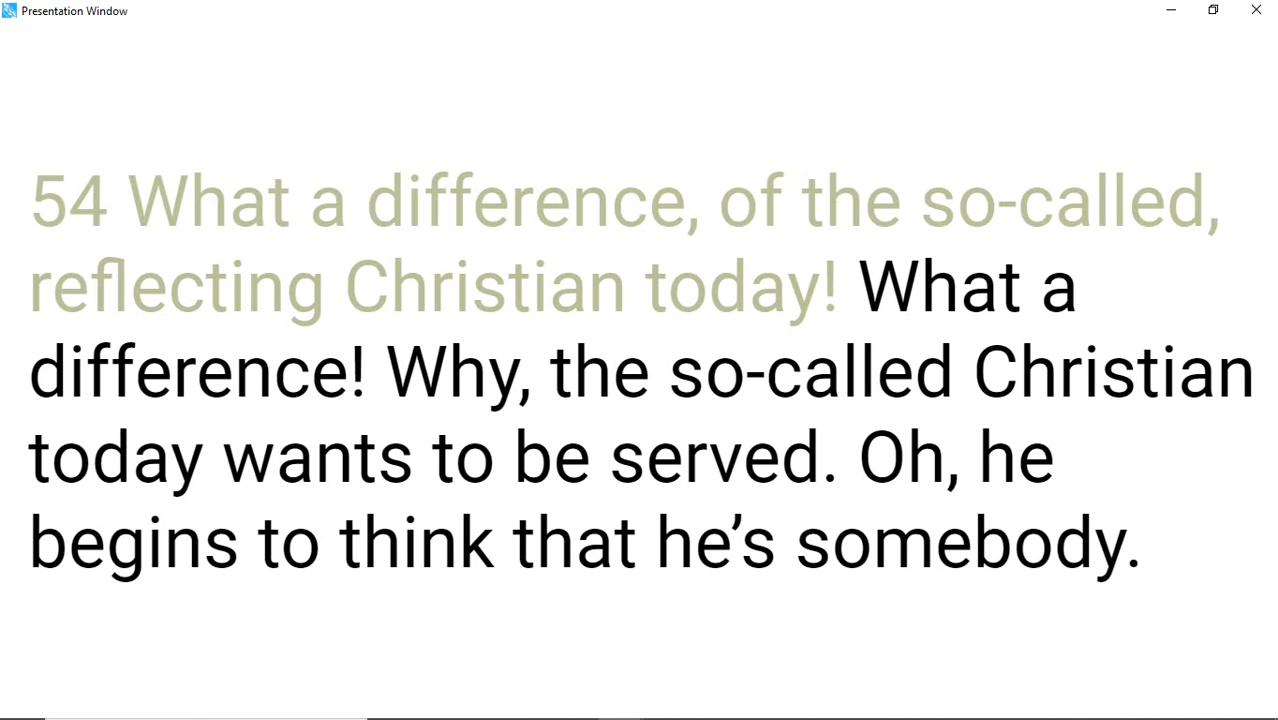 Presentation Window
54 What a difference, of the so-called,
reflecting Christian today! What a
difference! Why, the so-called Christian
today wants to be served. Oh, he
begins to think that he’s somebody.